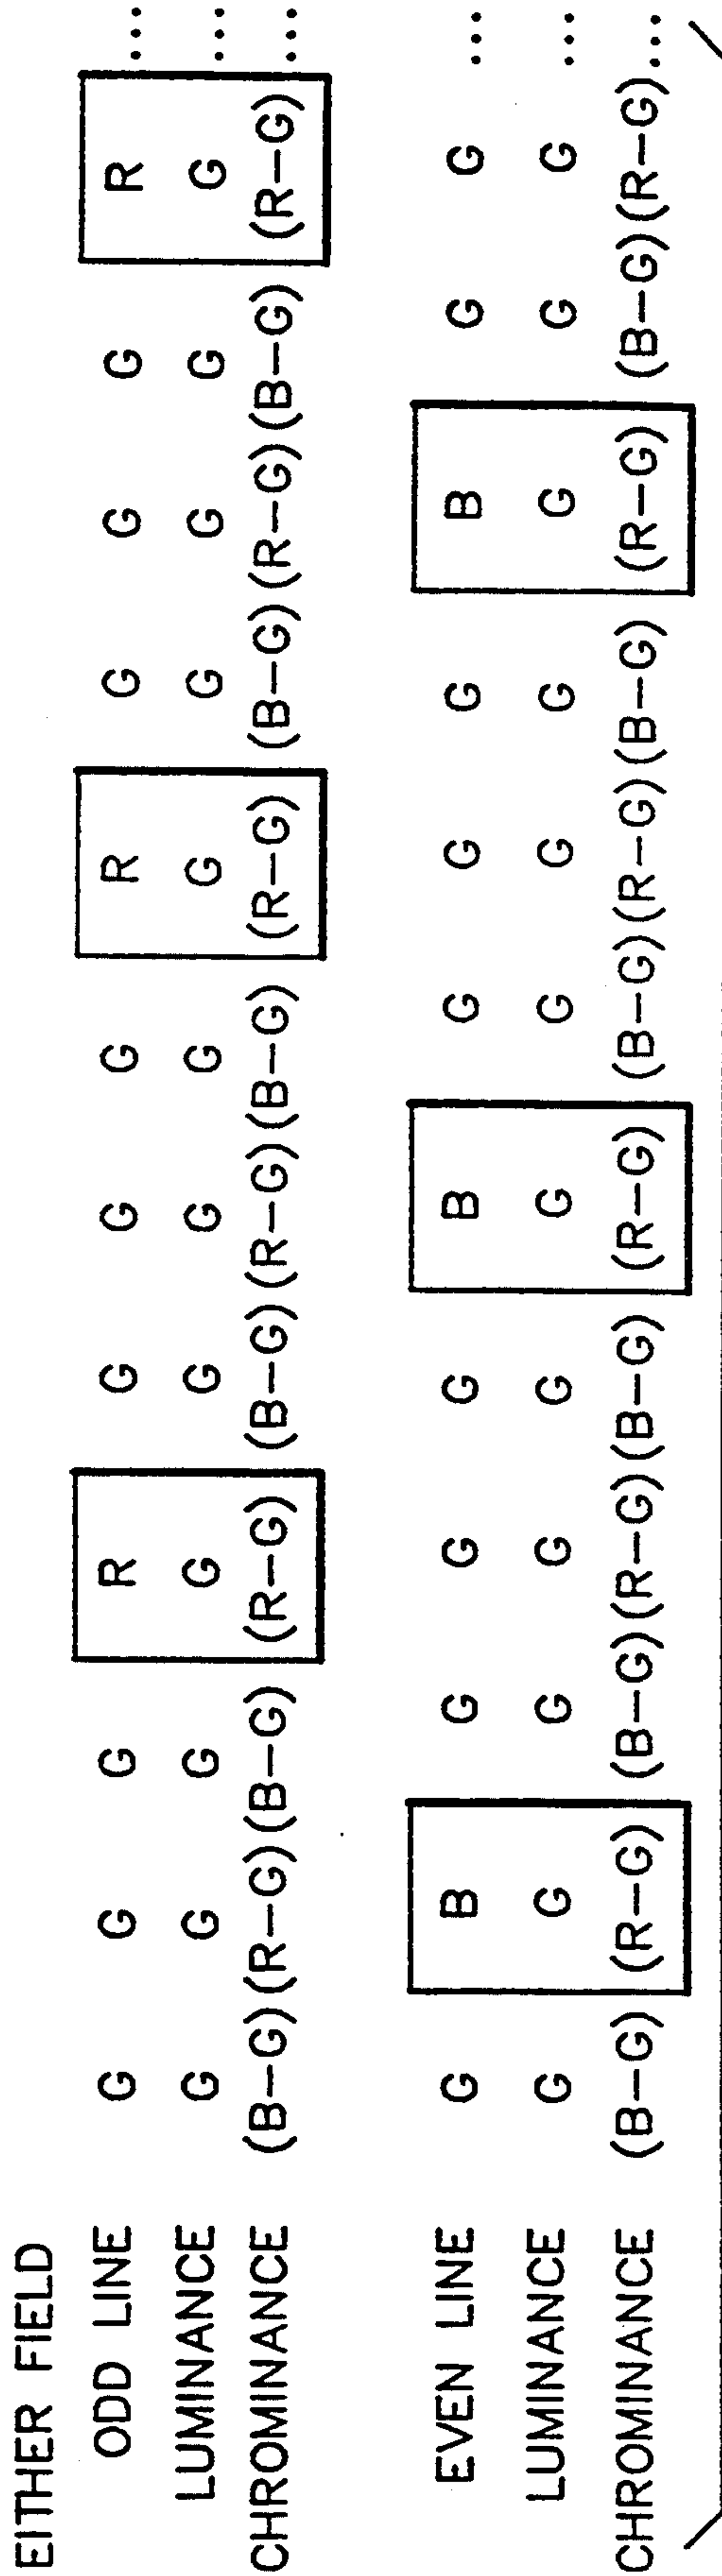 EITHER FIELD
ODD LINE G G G R G G G R G G G R ...
LUMINANCE G G G G G G G G G G G G ...
CHROMINANCE (B—G) (R—G) (B—G) (R—G) (B—G) (R—G) (B—G) (R—G) (B—G) (R—G) (B—G) (R—G) ...
EVEN LINE G B G G G B G G G B G G ...
LUMINANCE G G G G G G G G G G G G ...
CHROMINANCE (B—G) (R—G) (B—G) (R—G) (B—G) (R—G) (B—G) (R—G) (B—G) (R—G) (B—G) (R—G) ...